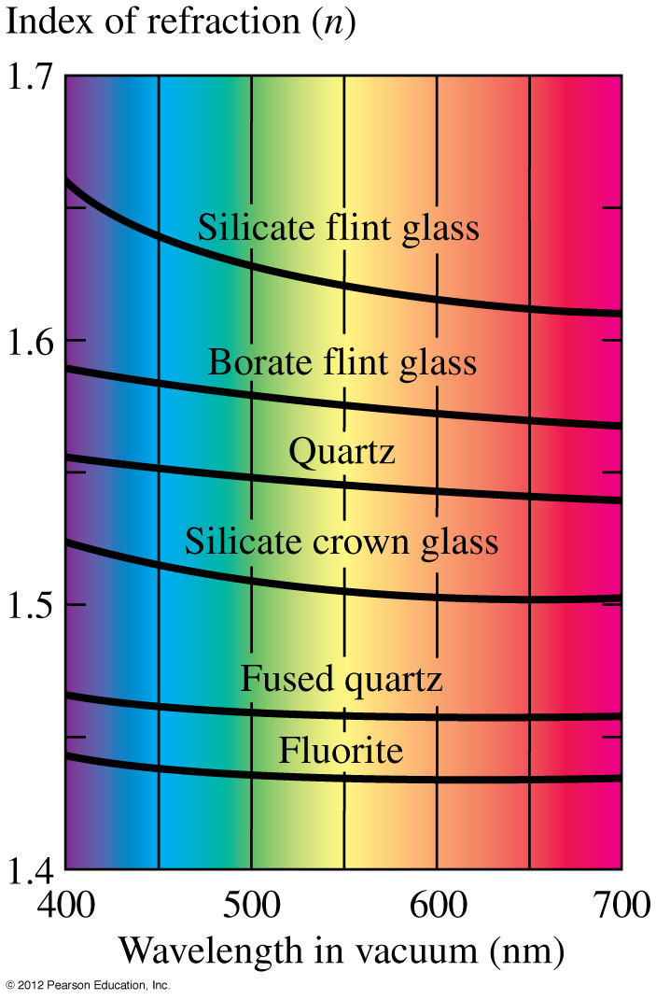 Index of refraction (n)
1.7
Silicate flint glass
1.6
Borate flint glass
Quartz
Silicate crown glass
1.5
Fused quartz
Fluorite
1.4
400 500 600 700
Wavelength in vacuum (nm)
© 2012 Pearson Education, Inc.